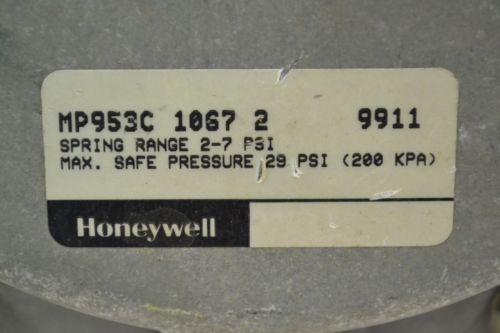 MP953C 1067 2 9911
SPRING RANGE 2-7 PSI
MAX. SAFE PRESSURE 29 PSI (200 KPA)
Honeywell